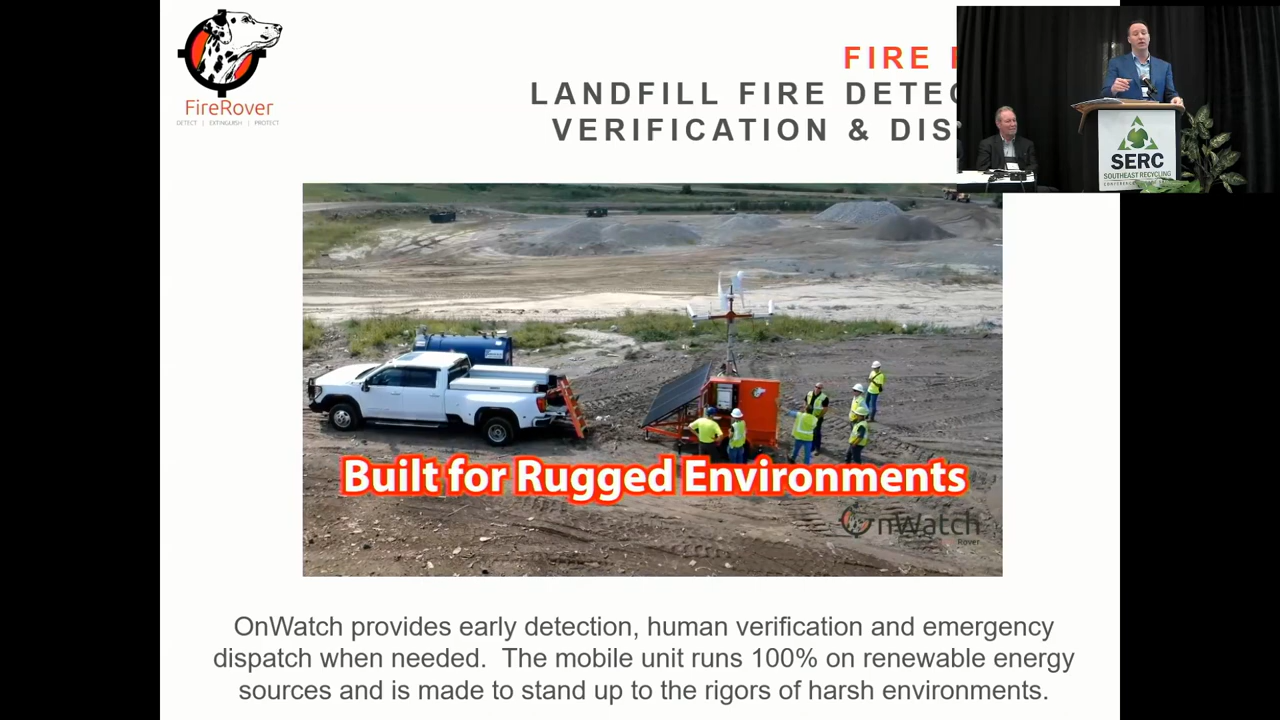 FireRover
DETECT | EXTINGUISH | PROTECT
FIRE
LANDFILL FIRE DETEC
VERIFICATION & DIS
SERC
SOUTHEAST RECYCLING
Built for Rugged Environments
OnWatch
Rover
OnWatch provides early detection, human verification and emergency
dispatch when needed. The mobile unit runs 100% on renewable energy
sources and is made to stand up to the rigors of harsh environments.